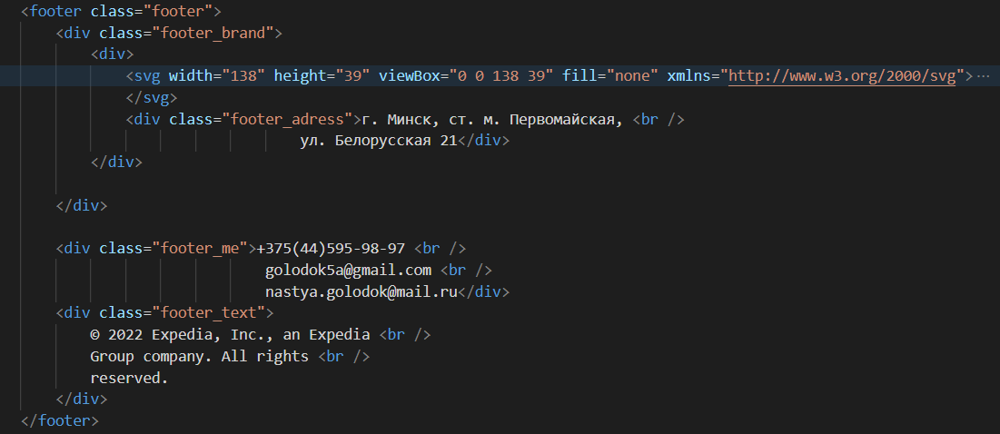 <footer class="footer">
<div class="footer_brand">
<div>
<svg width="138" height="39" viewBox="0 0 138 39" fill="none" xmlns="http://www.w3.org/2000/svg">···
</svg>
<div class="footer_adress">г. Минск, ст. м. Первомайская, <br />
ул. Белорусская 21</div>
</div>
</div>
<div class="footer_me">+375(44)595-98-97 <br />
golodok5a@gmail.com <br />
nastya.golodok@mail.ru</div>
<div class="footer_text">
© 2022 Expedia, Inc., an Expedia <br />
Group company. All rights <br />
reserved.
</div>
</footer>